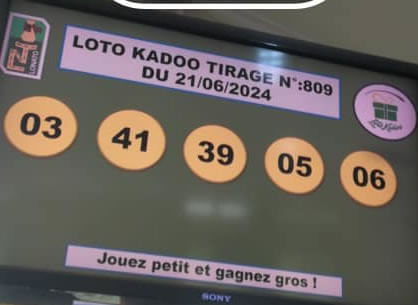 LOTO KADOO TIRAGE N°:809
DU 21/06/2024
LONATO
03 41 39 05 06
Jouez petit et gagnez gros !
SONY